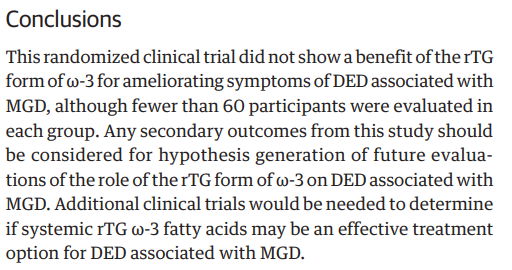 Conclusions
This randomized clinical trial did not show a benefit of the rTG
form of ω-3 for ameliorating symptoms of DED associated with
MGD, although fewer than 60 participants were evaluated in
each group. Any secondary outcomes from this study should
be considered for hypothesis generation of future evalua-
tions of the role of the rTG form of ω-3 on DED associated with
MGD. Additional clinical trials would be needed to determine
if systemic rTG ω-3 fatty acids may be an effective treatment
option for DED associated with MGD.